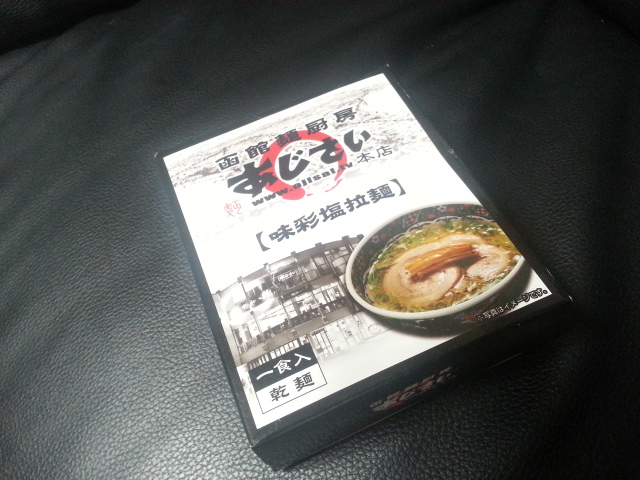 函館麺厨房
あじさい 本店
www.ajisai.tv
【味彩塩拉麺】
※写真はイメージです。
一食入
乾麺